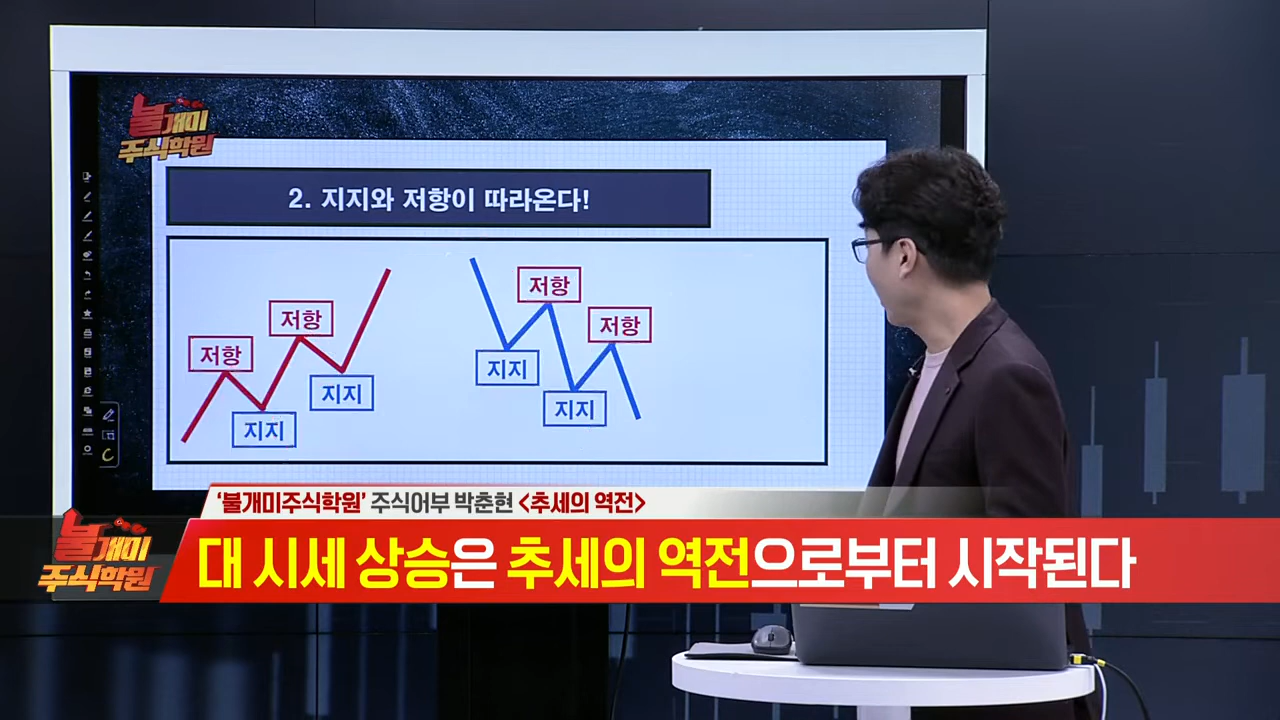 불개미
주식학원
2. 지지와 저항이 따라온다!
저항
저항
지지
지지
저항
저항
지지
지지
'불개미주식학원' 주식어부 박춘현 <추세의 역전>
불개미
주식학원
대 시세 상승은 추세의 역전으로부터 시작된다